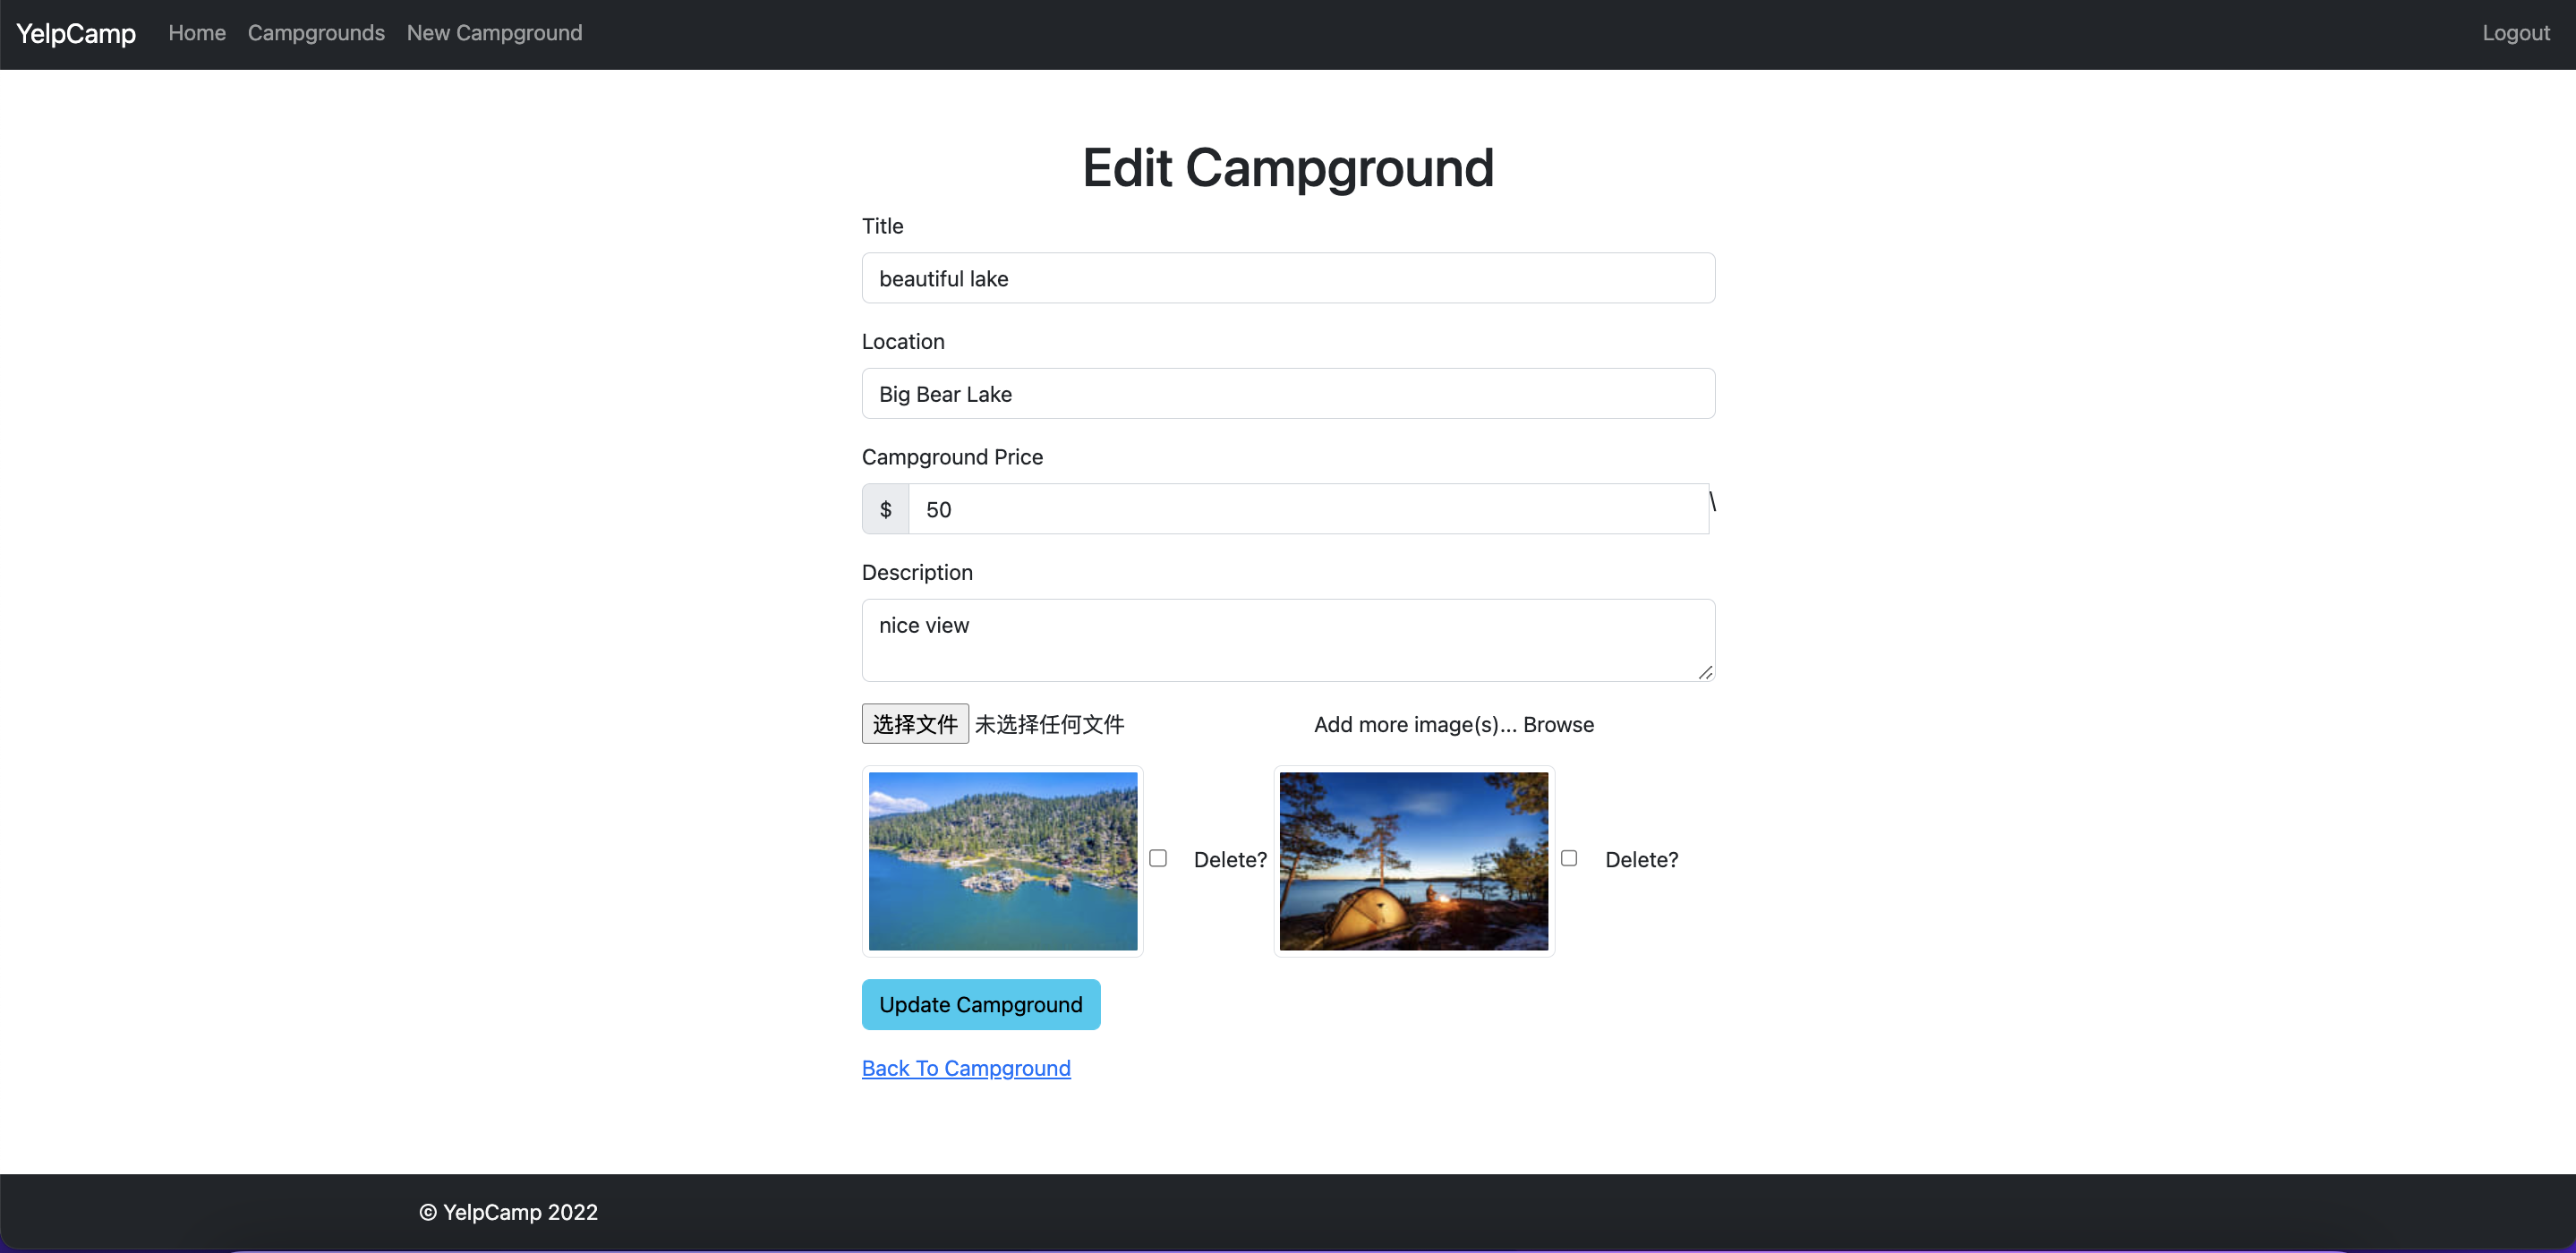 YelpCamp Home Campgrounds New Campground Logout
Edit Campground
Title
beautiful lake
Location
Big Bear Lake
Campground Price
$ 50 \
Description
nice view
选择文件 未选择任何文件 Add more image(s)... Browse
Delete? Delete?
Update Campground
Back To Campground
© YelpCamp 2022